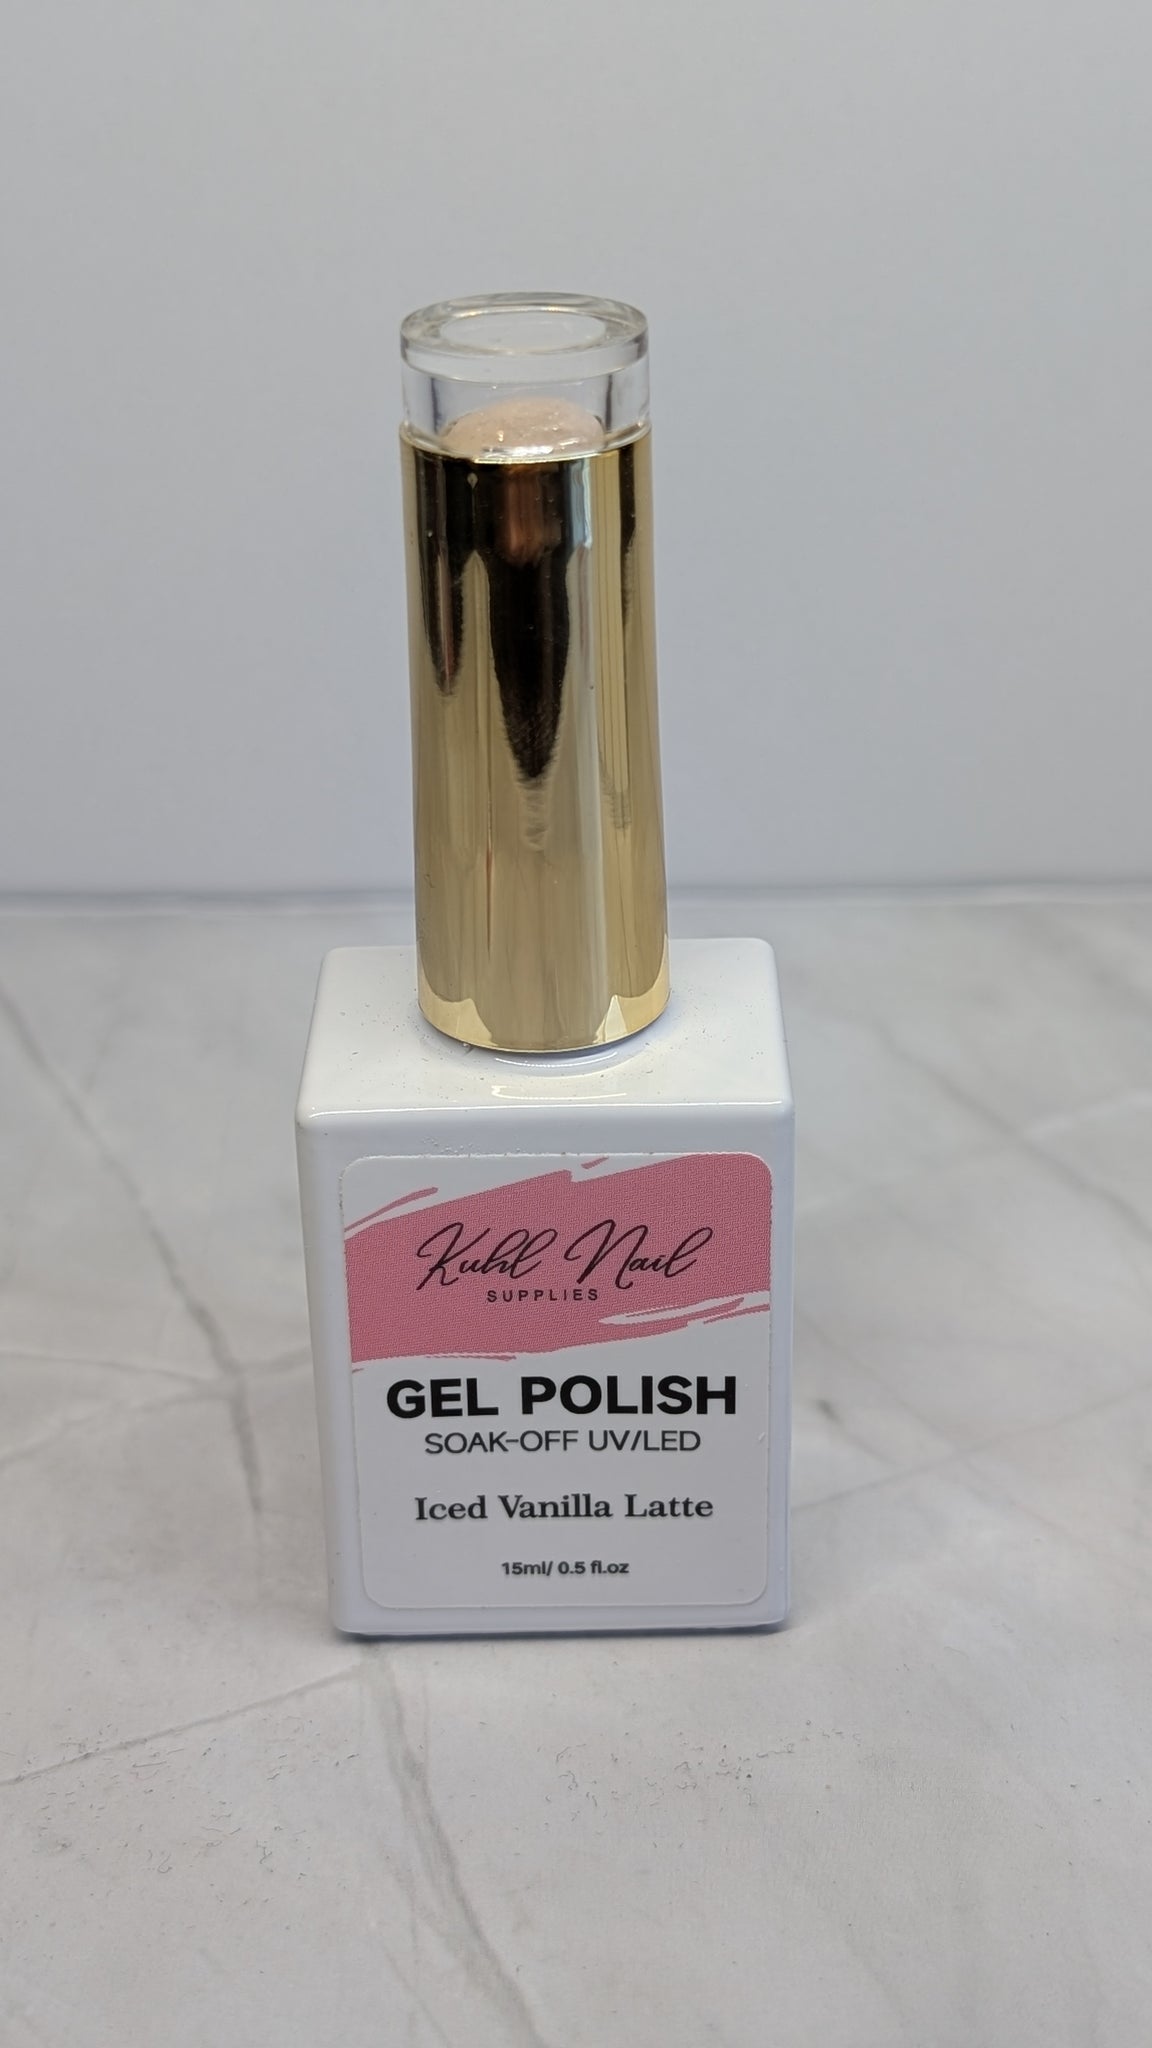 Kuhl Nail
SUPPLIES
GEL POLISH
SOAK-OFF UV/LED
Iced Vanilla Latte
15ml/ 0.5 fl.oz